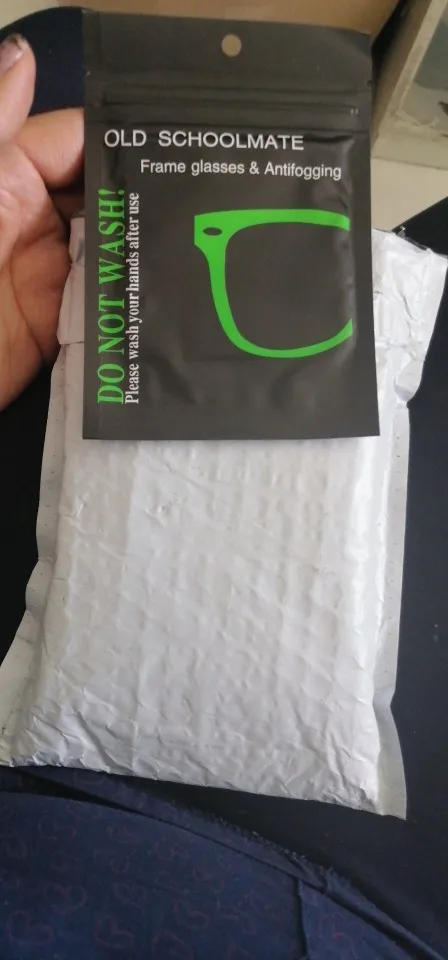 OLD SCHOOLMATE
Frame glasses & Antifogging
DO NOT WASH!
Please wash your hands after use